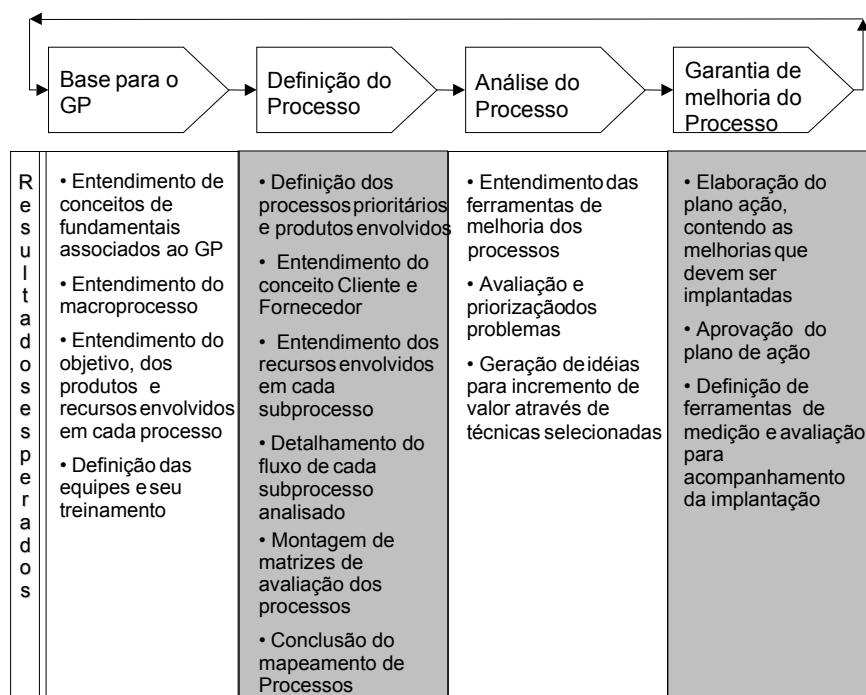 Base para o
GP
Definição do
Processo
Análise do
Processo
Garantia de
melhoria do
Processo
R
e
s
u
l
t
a
d
o
s
e
s
p
e
r
a
d
o
s
• Entendimento de
conceitos de
fundamentais
associados ao GP
• Entendimento do
macroprocesso
• Entendimento do
objetivo, dos
produtos e
recursos envolvidos
em cada processo
• Definição das
equipes e seu
treinamento
• Definição dos
processos prioritários
e produtos envolvidos
• Entendimento do
conceito Cliente e
Fornecedor
• Entendimento dos
recursos envolvidos
em cada
subprocesso
• Detalhamento do
fluxo de cada
subprocesso
analisado
• Montagem de
matrizes de
avaliação dos
processos
• Conclusão do
mapeamento de
Processos
• Entendimento das
ferramentas de
melhoria dos
processos
• Avaliação e
priorizaçãodos
problemas
• Geração de idéias
para incremento de
valor através de
técnicas selecionadas
• Elaboração do
plano ação,
contendo as
melhorias que
devem ser
implantadas
• Aprovação do
plano de ação
• Definição de
ferramentas de
medição e avaliação
para
acompanhamento
da implantação